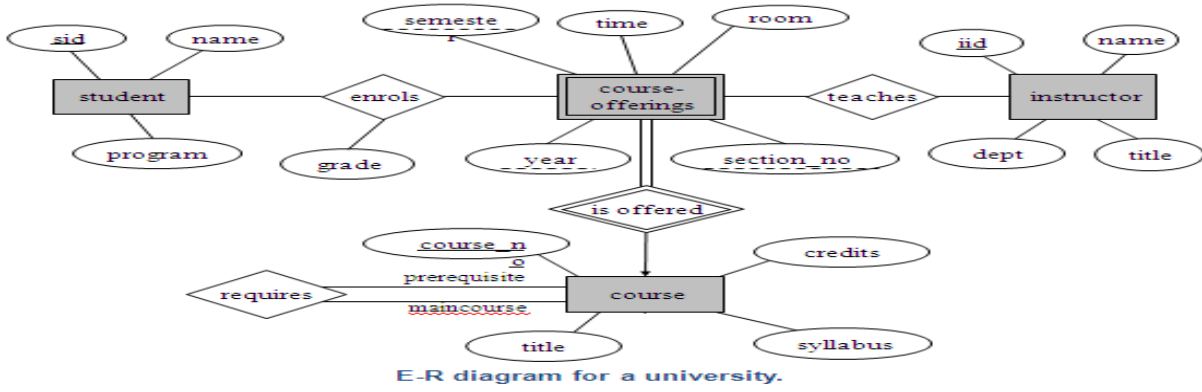 semeste
r
time
room
sid
name
iid
name
student
enrols
course-
offerings
teaches
instructor
program
grade
year
section_no
dept
title
is offered
course_n
o
credits
prerequisite
requires
course
maincourse
title
syllabus
E-R diagram for a university.